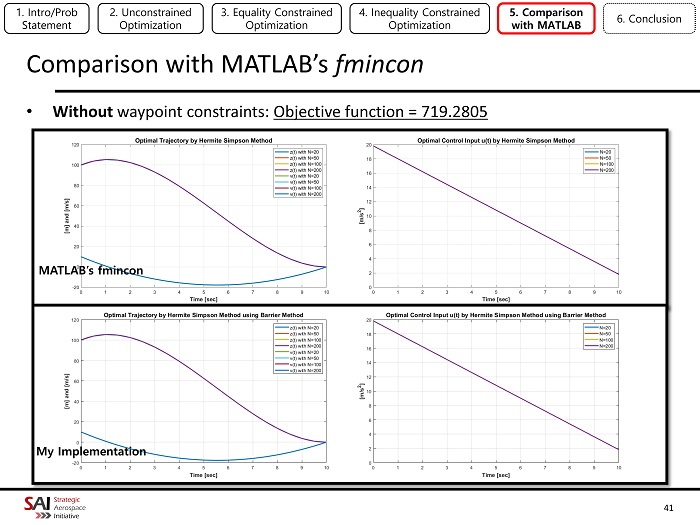 1. Intro/Prob
Statement
2. Unconstrained
Optimization
3. Equality Constrained
Optimization
4. Inequality Constrained
Optimization
5. Comparison
with MATLAB
6. Conclusion
Comparison with MATLAB's fmincon
• Without waypoint constraints: Objective function = 719.2805
Optimal Trajectory by Hermite Simpson Method
120
100
80
60
40
20
0
-20
[m] and [m/s]
z(t) with N=20
z(t) with N=50
z(t) with N=100
z(t) with N=200
v(t) with N=20
v(t) with N=50
v(t) with N=100
v(t) with N=200
0 1 2 3 4 5 6 7 8 9 10
Time [sec]
MATLAB's fmincon
Optimal Control Input u(t) by Hermite Simpson Method
20
18
16
14
12
10
8
6
4
2
0
[m/s²]
N=20
N=50
N=100
N=200
0 1 2 3 4 5 6 7 8 9 10
Time [sec]
Optimal Trajectory by Hermite Simpson Method using Barrier Method
120
100
80
60
40
20
0
-20
[m] and [m/s]
z(t) with N=20
z(t) with N=50
z(t) with N=100
z(t) with N=200
v(t) with N=20
v(t) with N=50
v(t) with N=100
v(t) with N=200
0 1 2 3 4 5 6 7 8 9 10
Time [sec]
My Implementation
Optimal Control Input u(t) by Hermite Simpson Method using Barrier Method
20
18
16
14
12
10
8
6
4
2
0
[m/s²]
N=20
N=50
N=100
N=200
0 1 2 3 4 5 6 7 8 9 10
Time [sec]
SAI
Strategic
Aerospace
Initiative
41